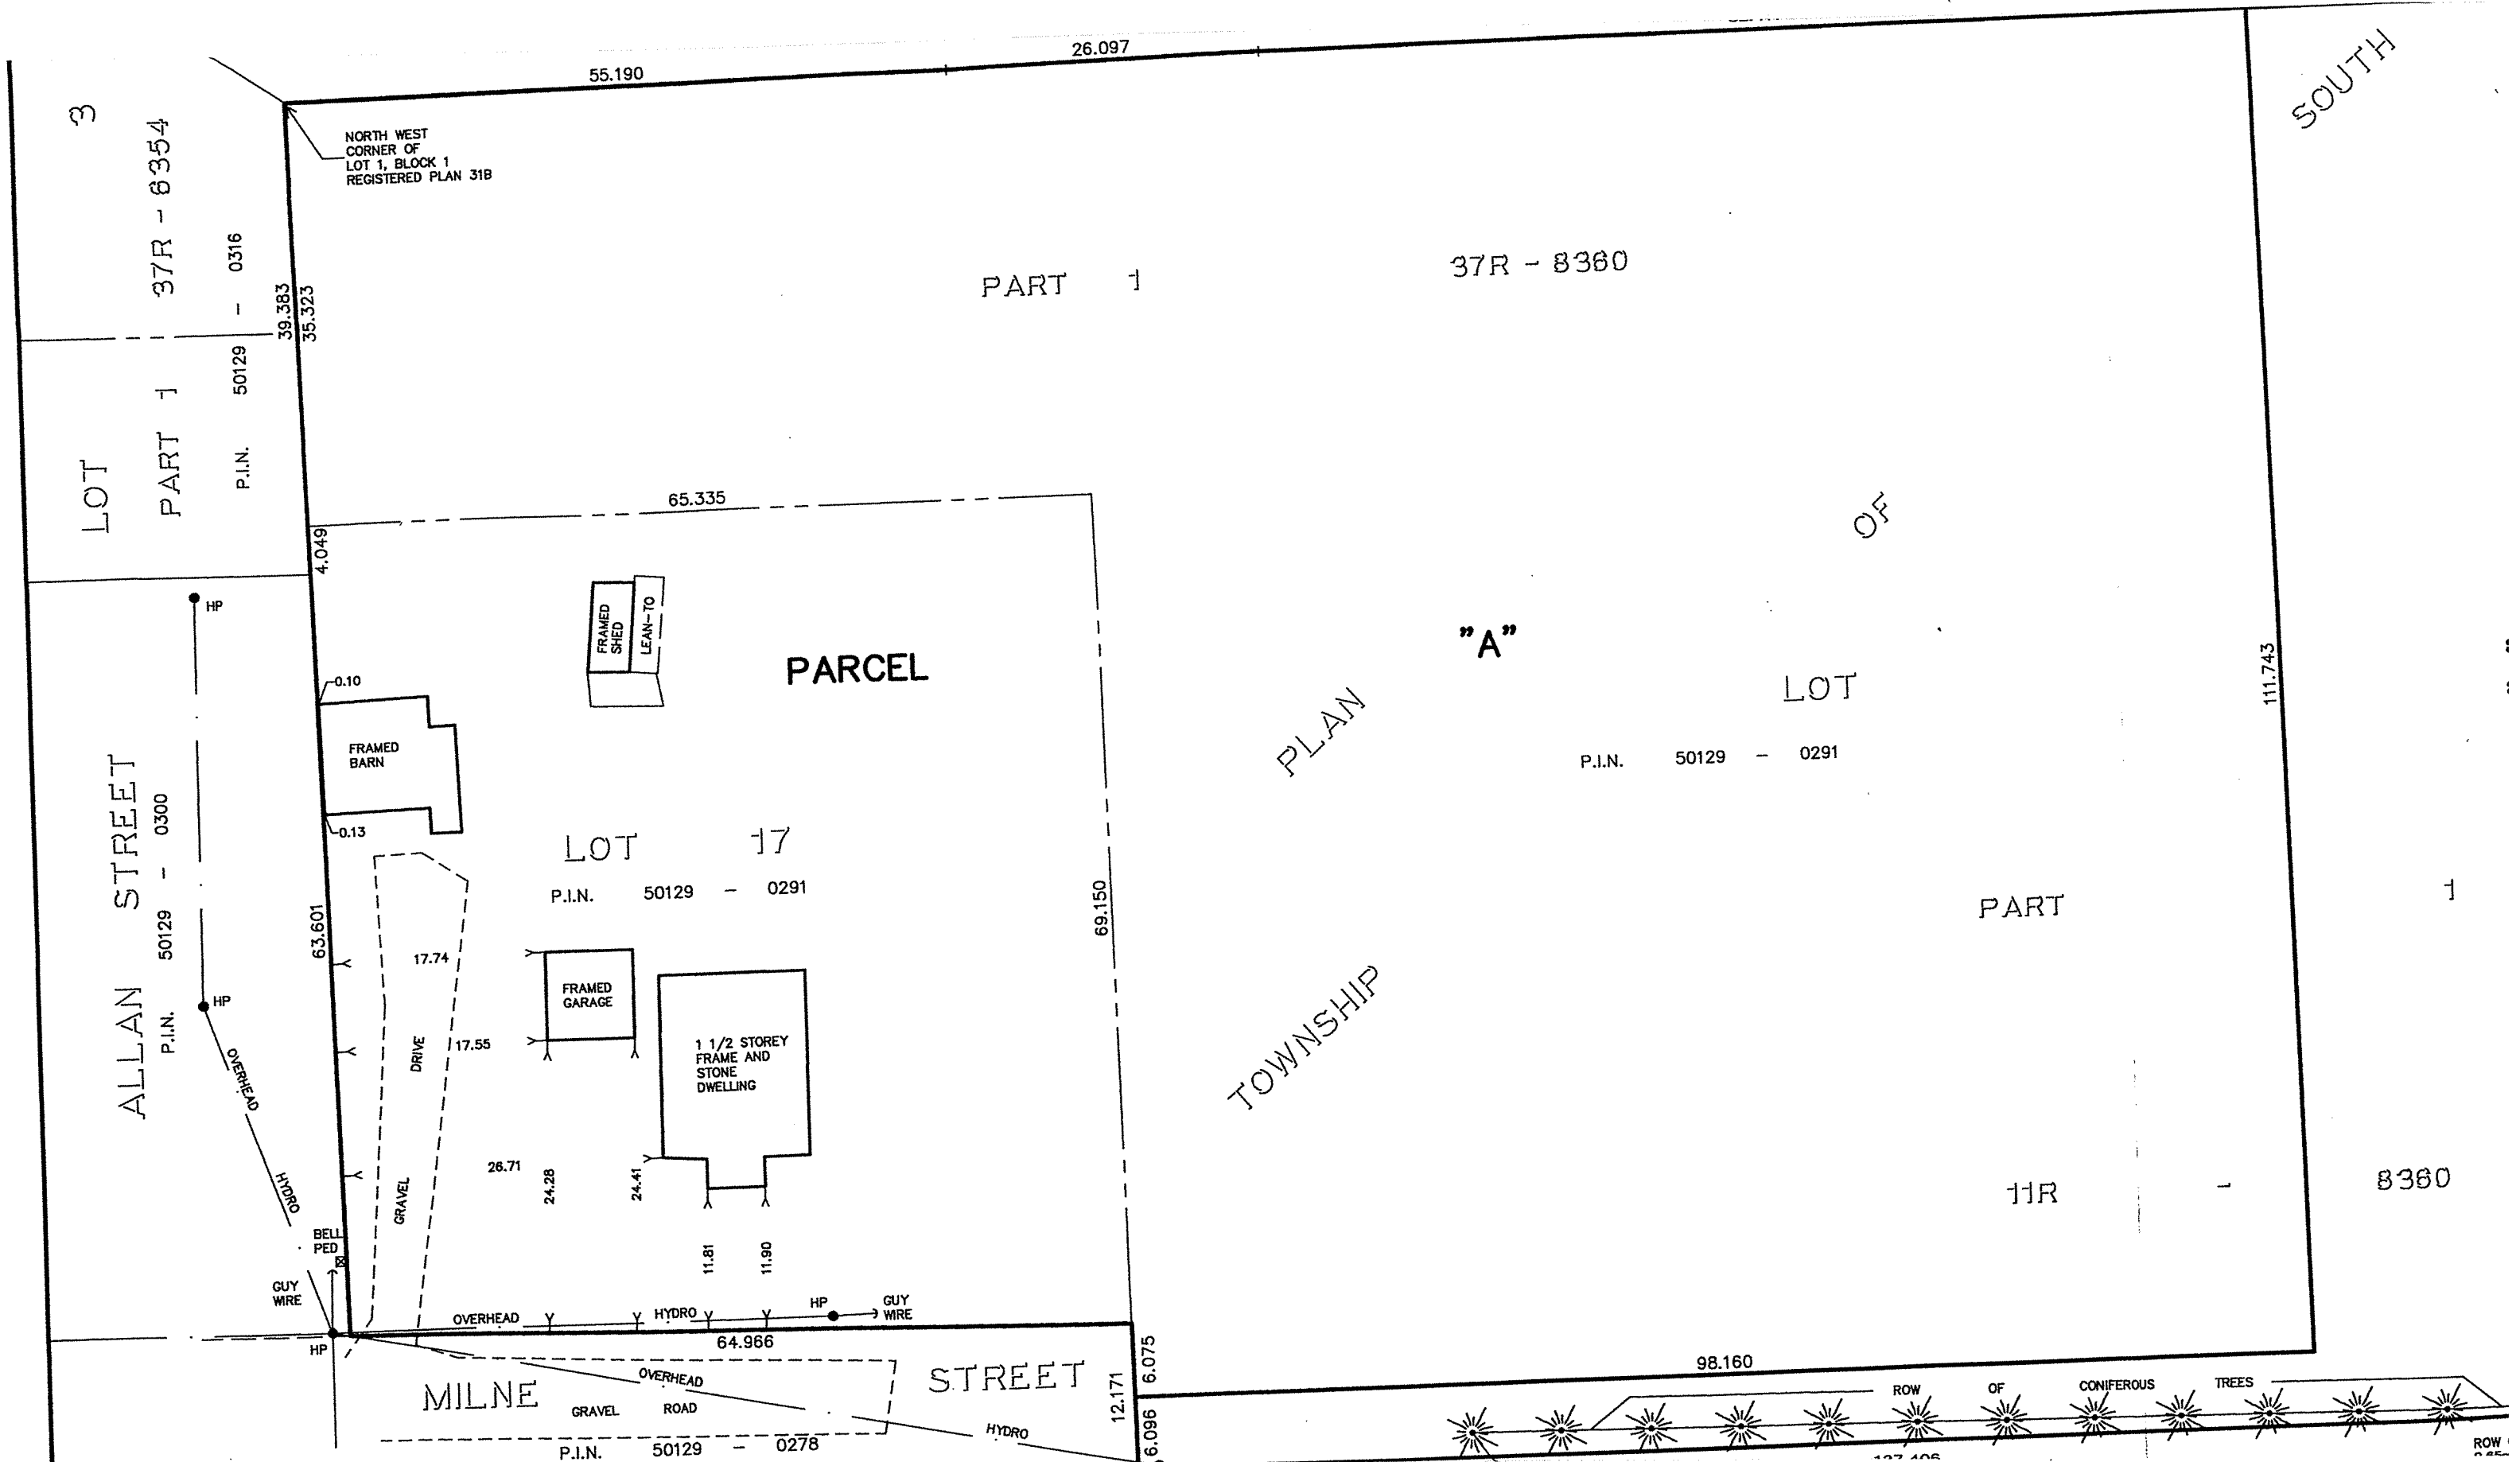 26.097
55.190
SOUTH
3
37R - 8354
NORTH WEST
CORNER OF
LOT 1, BLOCK 1
REGISTERED PLAN 31B
0316
-
50129
P.I.N.
39.383
35.323
PART 1
37R - 8360
LOT
PART 1
65.335
4.049
OF
HP
FRAMED
SHED
LEAN-TO
PARCEL
"A"
LOT
111.743
0.10
PLAN
FRAMED
BARN
P.I.N. 50129 - 0291
0.13
ALLAN STREET
P.I.N. 50129 - 0300
LOT 17
P.I.N. 50129 - 0291
63.601
69.150
PART 1
17.74
FRAMED
GARAGE
HP
TOWNSHIP
DRIVE
17.55
1 1/2 STOREY
FRAME AND
STONE
DWELLING
OVERHEAD
HYDRO
GRAVEL
26.71
24.28
24.41
11R - 8360
BELL
PED
11.81
11.90
GUY
WIRE
OVERHEAD HYDRO
HP
GUY
WIRE
HP
64.966
6.075
12.171
6.096
98.160
MILNE STREET
OVERHEAD
HYDRO
GRAVEL ROAD
P.I.N. 50129 - 0278
ROW OF CONIFEROUS TREES
ROW